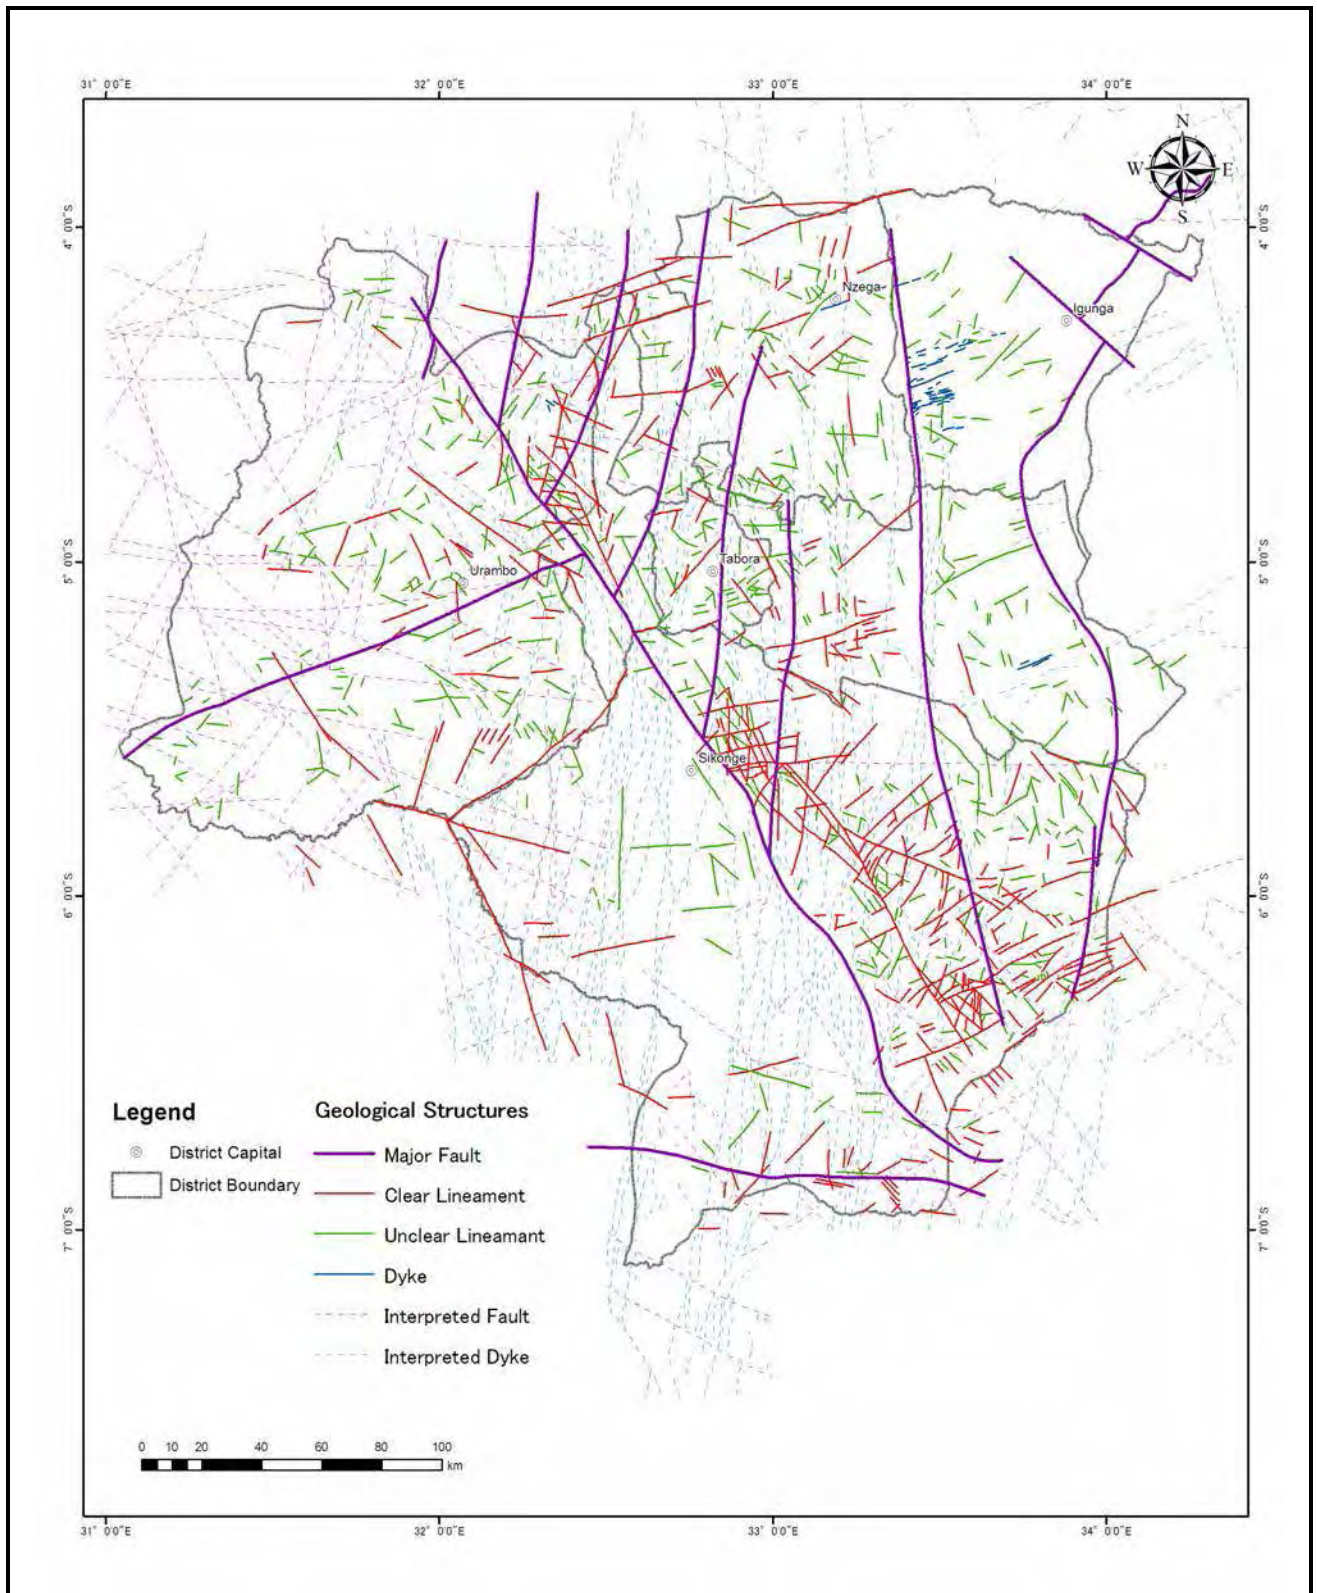 31° 0'0"E 32° 0'0"E 33° 0'0"E 34° 0'0"E
N
W E
S
4° 0'0"S 4° 0'0"S
Nzega
Igunga
5° 0'0"S 5° 0'0"S
Tabora
Urambo
Sikonge
6° 0'0"S 6° 0'0"S
Legend Geological Structures
District Capital Major Fault
District Boundary Clear Lineament
Unclear Lineamant
Dyke
Interpreted Fault
Interpreted Dyke
7° 0'0"S 7° 0'0"S
0 10 20 40 60 80 100
km
31° 0'0"E 32° 0'0"E 33° 0'0"E 34° 0'0"E